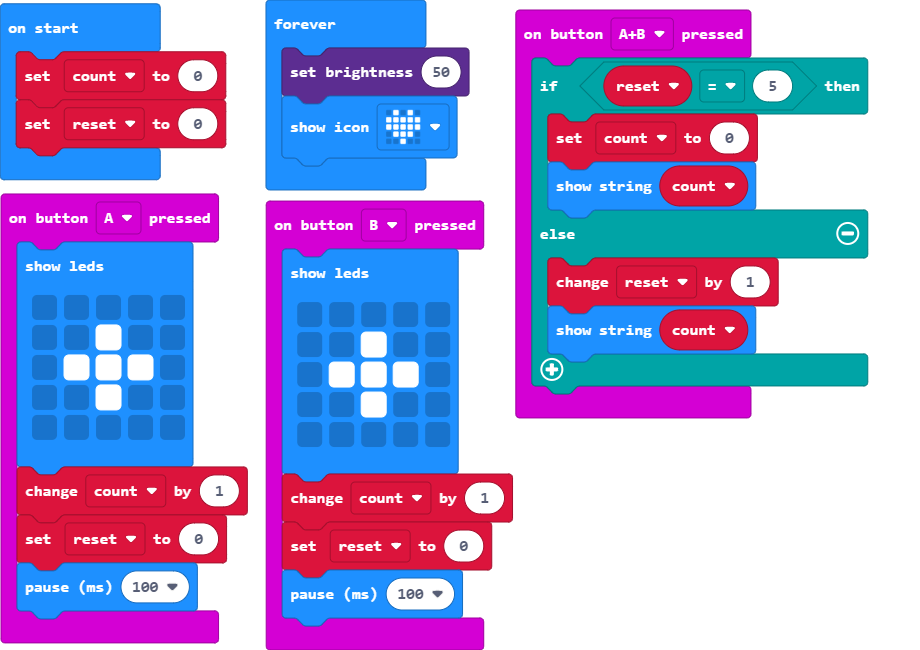 on start
set count to 0
set reset to 0
forever
set brightness 50
show icon
on button A+B pressed
if reset = 5 then
set count to 0
show string count
else
change reset by 1
show string count
on button A pressed
show leds
change count by 1
set reset to 0
pause (ms) 100
on button B pressed
show leds
change count by 1
set reset to 0
pause (ms) 100